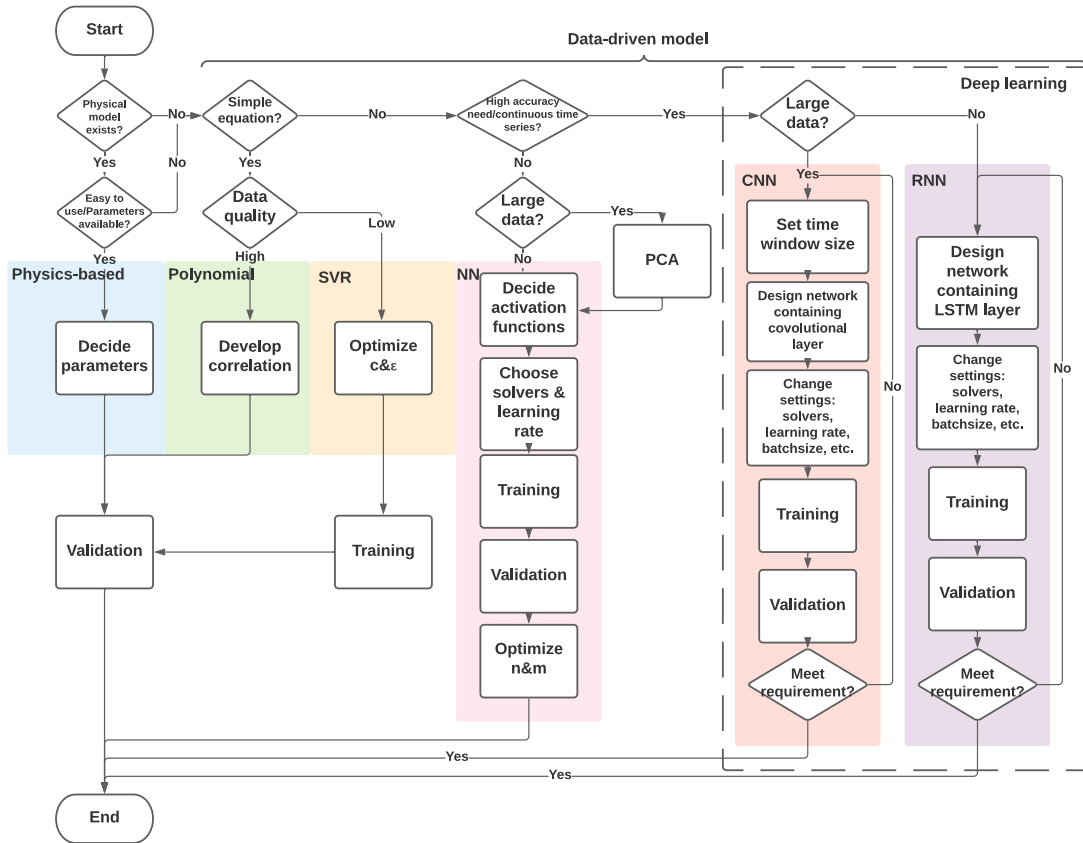 Start
Data-driven model
Deep learning
Physical
model
exists?
No
Simple
equation?
No
High accuracy
need/continuous time
series?
Yes
Large
data?
No
Yes
No
Yes
No
Yes
Easy to
use/Parameters
available?
Data
quality
Low
Large
data?
Yes
CNN
RNN
Yes
High
No
Set time
window size
PCA
Design
network
containing
LSTM layer
Physics-based
Polynomial
SVR
NN
Decide
activation
functions
Design network
containing
covolutional
layer
Decide
parameters
Develop
correlation
Optimize
c&ε
Choose
solvers &
learning
rate
Change
settings:
solvers,
learning rate,
batchsize, etc.
No
Change
settings:
solvers,
learning rate,
batchsize, etc.
No
Training
Training
Training
Validation
Training
Validation
Validation
Validation
Optimize
n&m
Meet
requirement?
Meet
requirement?
Yes
Yes
End